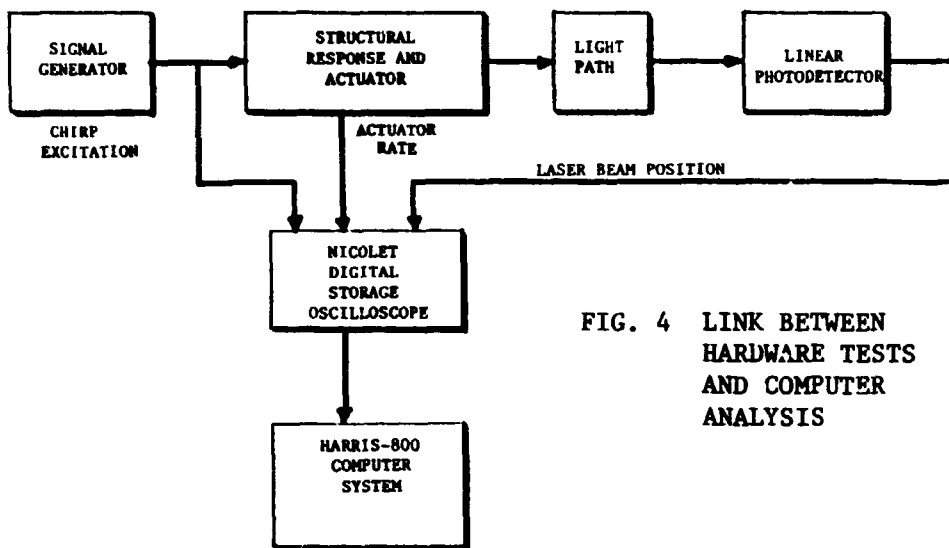 SIGNAL
GENERATOR
STRUCTURAL
RESPONSE AND
ACTUATOR
LIGHT
PATH
LINEAR
PHOTODETECTOR
CHIRP
EXCITATION
ACTUATOR
RATE
LASER BEAM POSITION
NICOLET
DIGITAL
STORAGE
OSCILLOSCOPE
FIG. 4 LINK BETWEEN
HARDWARE TESTS
AND COMPUTER
ANALYSIS
HARRIS-800
COMPUTER
SYSTEM